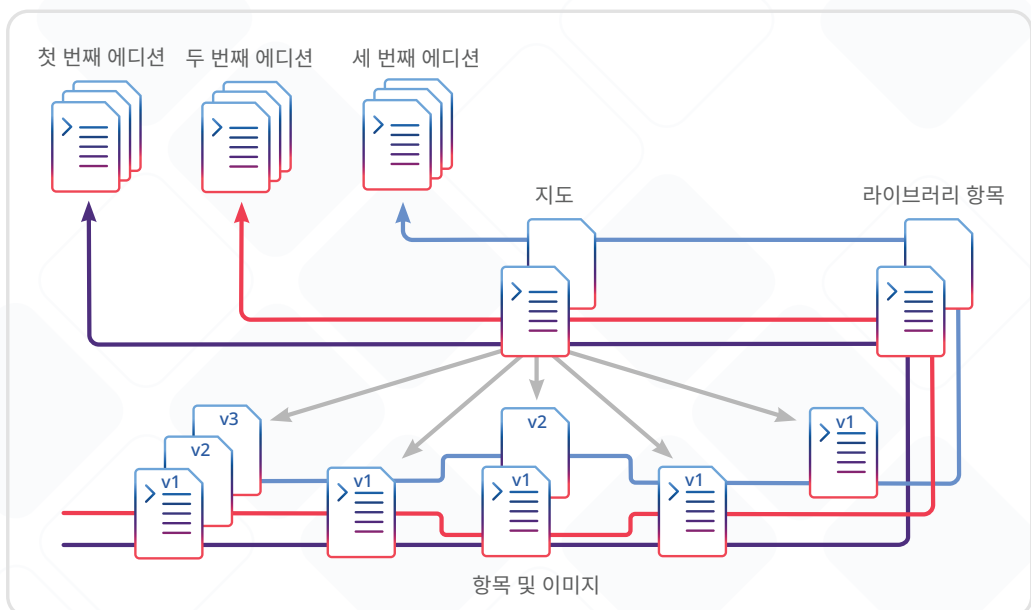 첫 번째 에디션
두 번째 에디션
세 번째 에디션
지도
라이브러리 항목
v3
v2
v1
v1
v2
v1
v1
v1
항목 및 이미지